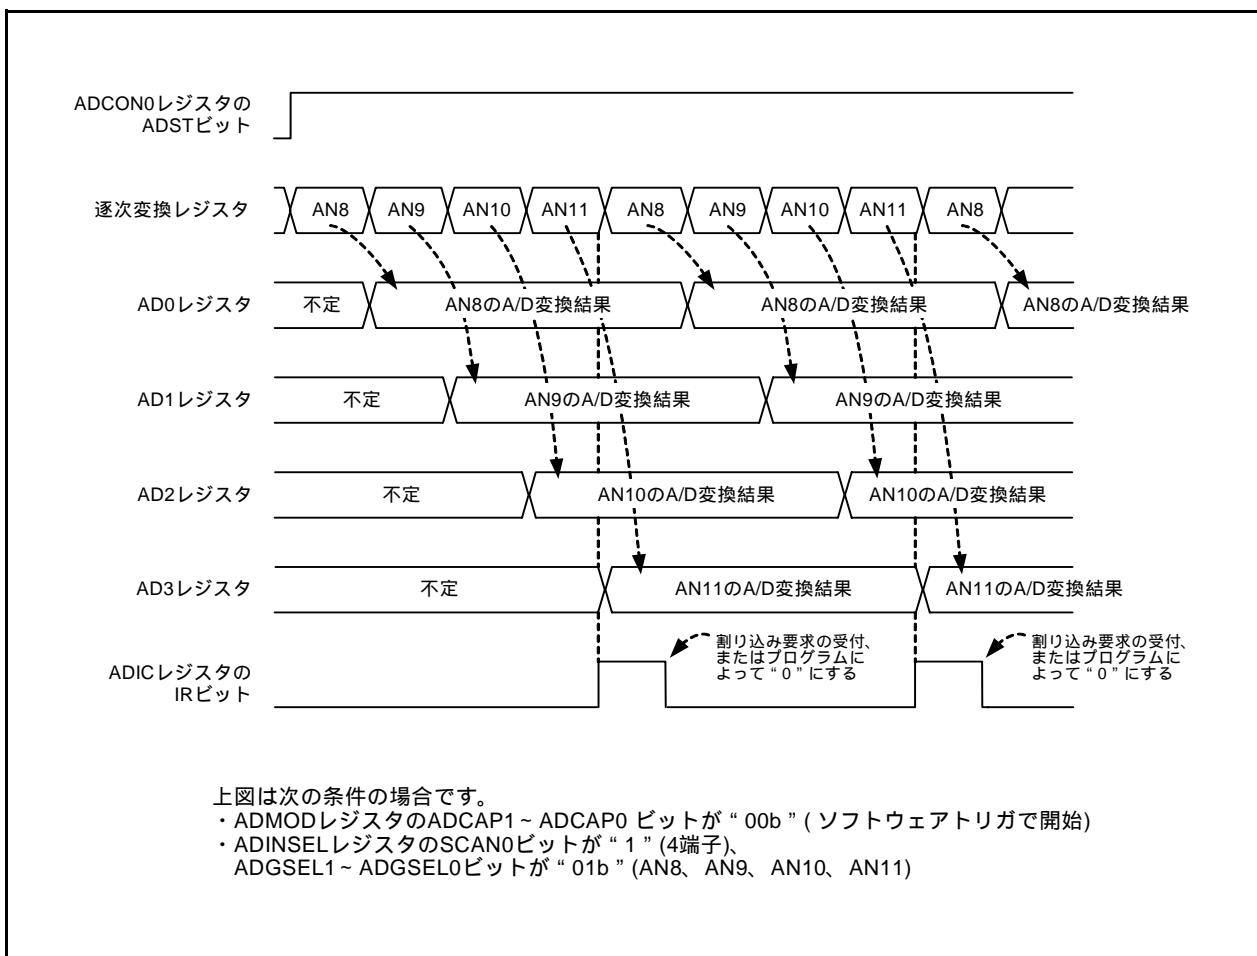 ADCON0レジスタの
ADSTビット
逐次変換レジスタ
AN8 AN9 AN10 AN11 AN8 AN9 AN10 AN11 AN8
AD0レジスタ
不定 AN8のA/D変換結果 AN8のA/D変換結果 AN8のA/D変換結果
AD1レジスタ
不定 AN9のA/D変換結果 AN9のA/D変換結果
AD2レジスタ
不定 AN10のA/D変換結果 AN10のA/D変換結果
AD3レジスタ
不定 AN11のA/D変換結果 AN11のA/D変換結果
ADICレジスタの
IRビット
割り込み要求の受付、
またはプログラムに
よって“0”にする
割り込み要求の受付、
またはプログラムに
よって“0”にする
上図は次の条件の場合です。
・ADMODレジスタのADCAP1~ADCAP0 ビットが“00b”(ソフトウェアトリガで開始)
・ADINSELレジスタのSCAN0ビットが“1”(4端子)、
ADGSEL1~ADGSEL0ビットが“01b”(AN8、AN9、AN10、AN11)